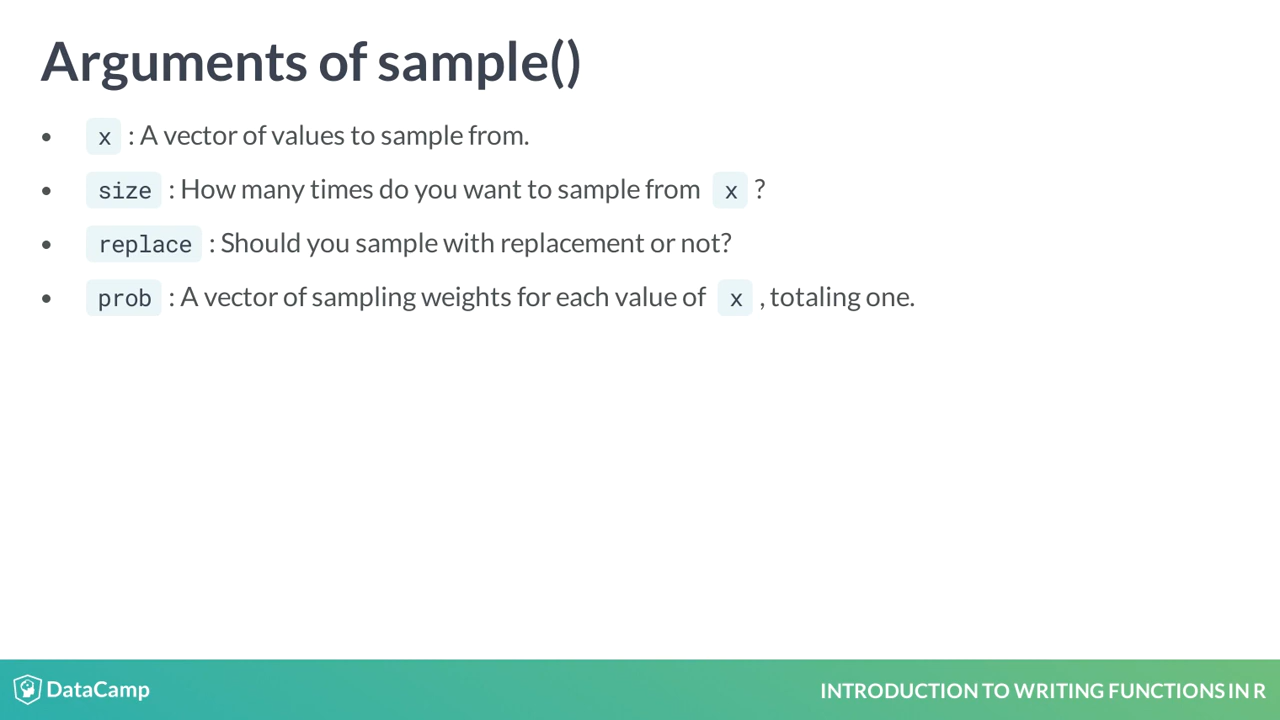 Arguments of sample()
• x : A vector of values to sample from.
• size : How many times do you want to sample from x ?
• replace : Should you sample with replacement or not?
• prob : A vector of sampling weights for each value of x , totaling one.
DataCamp
INTRODUCTION TO WRITING FUNCTIONS IN R